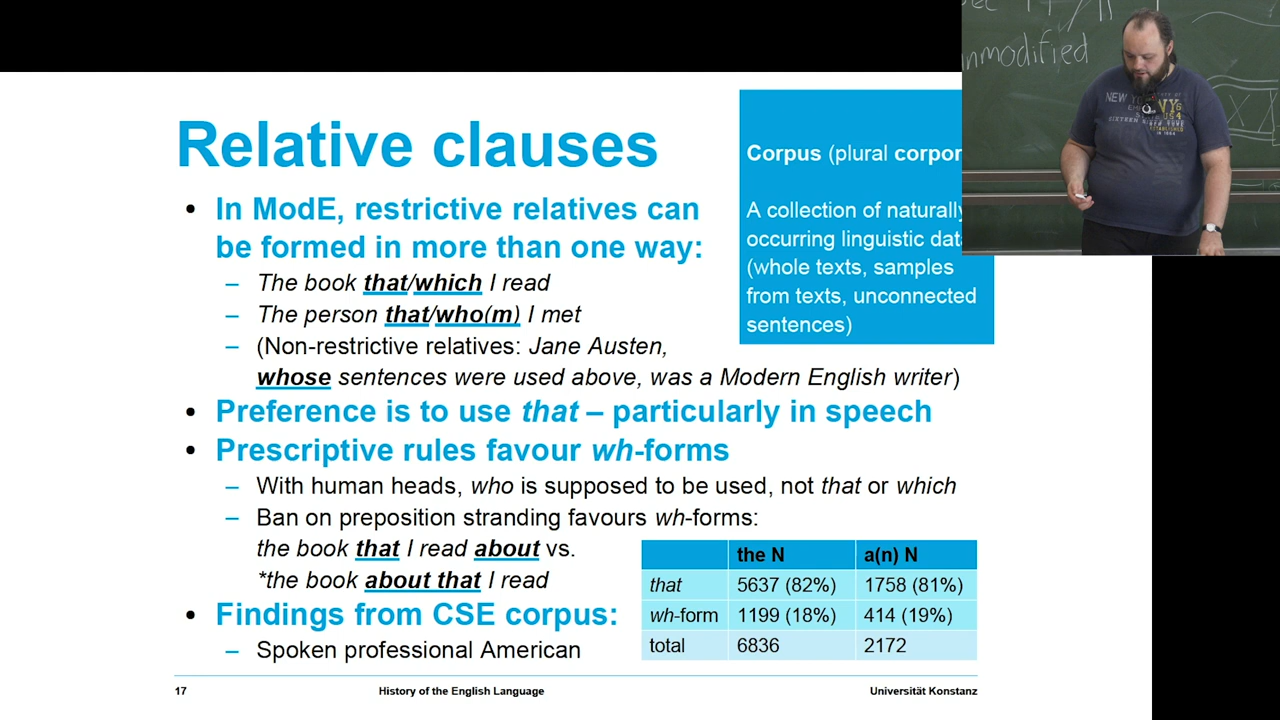 unmodified
NEW
Relative clauses
Corpus (plural corpor
A collection of naturally
occurring linguistic dat
(whole texts, samples
from texts, unconnected
sentences)
• In ModE, restrictive relatives can
be formed in more than one way:
– The book that/which I read
– The person that/who(m) I met
– (Non-restrictive relatives: Jane Austen,
whose sentences were used above, was a Modern English writer)
• Preference is to use that – particularly in speech
• Prescriptive rules favour wh-forms
– With human heads, who is supposed to be used, not that or which
– Ban on preposition stranding favours wh-forms:
the book that I read about vs.
*the book about that I read
• Findings from CSE corpus:
– Spoken professional American
the N a(n) N
that 5637 (82%) 1758 (81%)
wh-form 1199 (18%) 414 (19%)
total 6836 2172
17 History of the English Language Universität Konstanz